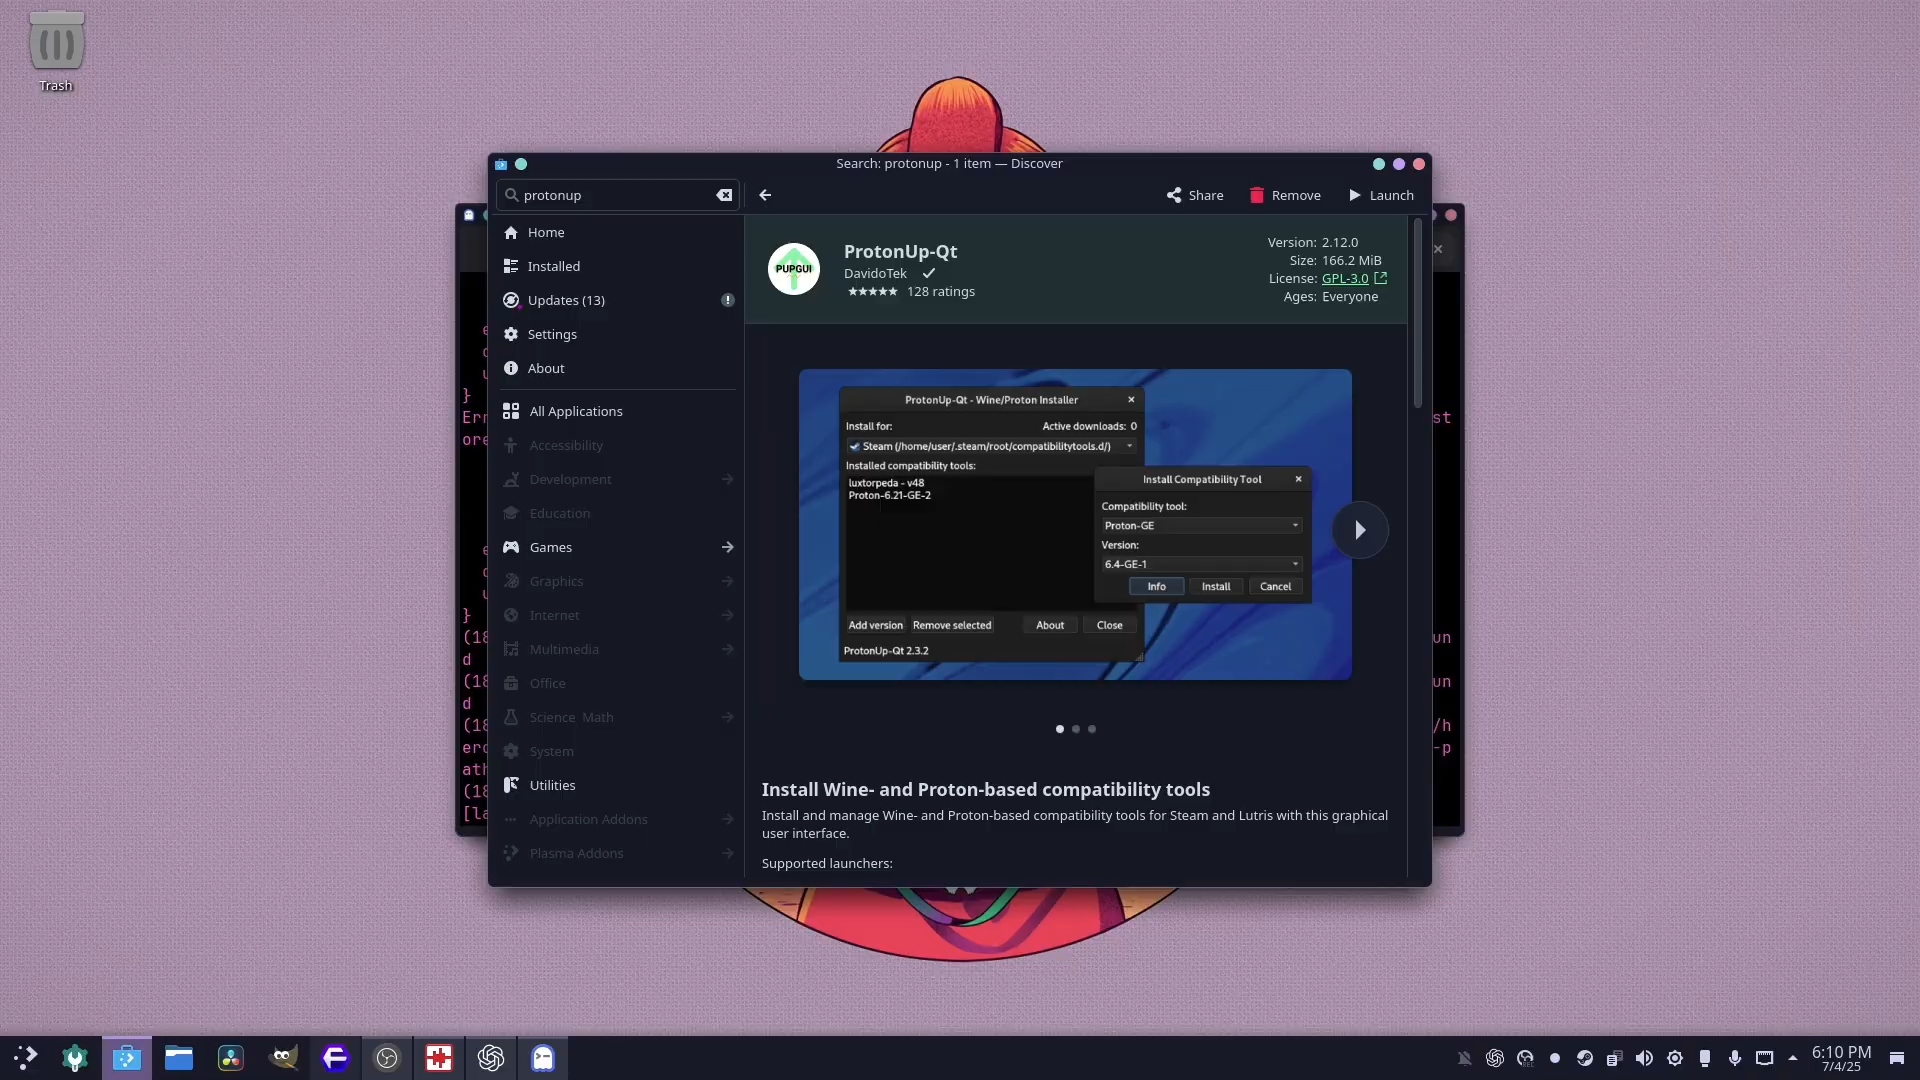 Trash
Search: protonup - 1 item — Discover
protonup
Share
Remove
Launch
Home
Installed
Updates (13)
Settings
About
All Applications
Accessibility
Development
Education
Games
Graphics
Internet
Multimedia
Office
Science Math
System
Utilities
Application Addons
Plasma Addons
PUPGUI
ProtonUp-Qt
DavidoTek
128 ratings
Version: 2.12.0
Size: 166.2 MiB
License: GPL-3.0
Ages: Everyone
ProtonUp-Qt - Wine/Proton Installer
Install for:
Active downloads: 0
Steam (/home/user/.steam/root/compatibilitytools.d/)
Installed compatibility tools:
luxtorpeda - v48
Proton-6.21-GE-2
Install Compatibility Tool
Compatibility tool:
Proton-GE
Version:
6.4-GE-1
Info
Install
Cancel
Add version
Remove selected
About
Close
ProtonUp-Qt 2.3.2
Install Wine- and Proton-based compatibility tools
Install and manage Wine- and Proton-based compatibility tools for Steam and Lutris with this graphical
user interface.
Supported launchers:
6:10 PM
7/4/25